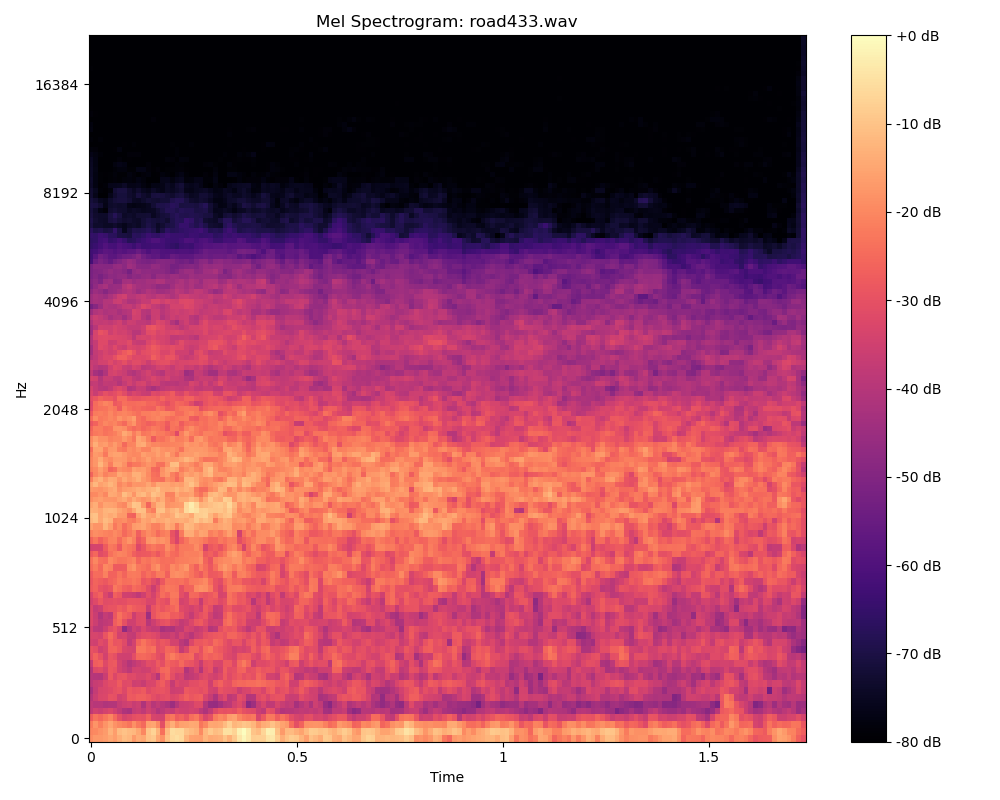 Mel Spectrogram: road433.wav
Hz
16384
8192
4096
2048
1024
512
0
0
0.5
1
1.5
Time
+0 dB
-10 dB
-20 dB
-30 dB
-40 dB
-50 dB
-60 dB
-70 dB
-80 dB